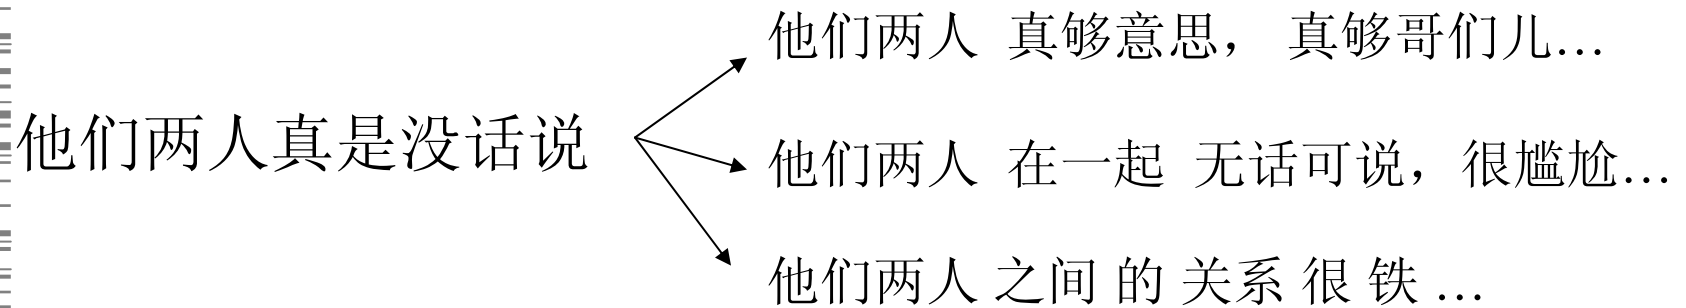 他们两人 真够意思， 真够哥们儿…
他们两人真是没话说
他们两人 在一起 无话可说，很尴尬…
他们两人 之间 的 关系 很 铁 …